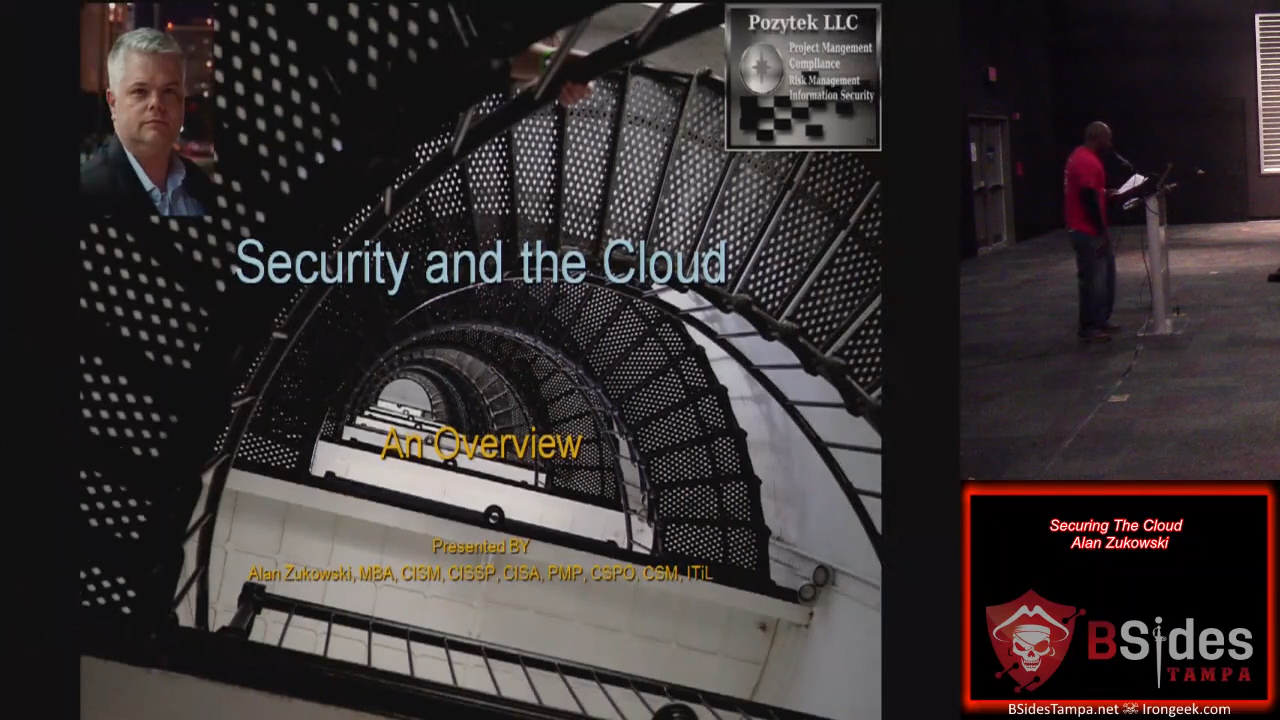 Pozytek LLC
Project Mangement
Compliance
Risk Management
Information Security
Security and the Cloud
An Overview
Presented BY
Alan Zukowski, MBA, CISM, CISSP, CISA, PMP, CSPO, CSM, ITiL
Securing The Cloud
Alan Zukowski
BSides
TAMPA
BSidesTampa.net Irongeek.com